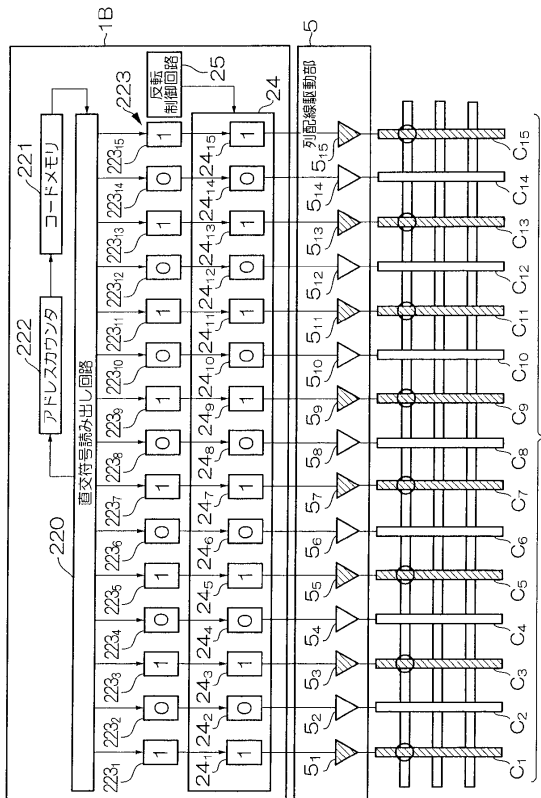 1B
221
コードメモリ
222
アドレスカウンタ
220
直交符号読み出し回路
223
反転
制御回路
25
223₁ 223₂ 223₃ 223₄ 223₅ 223₆ 223₇ 223₈ 223₉ 223₁₀ 223₁₁ 223₁₂ 223₁₃ 223₁₄ 223₁₅
1 0 1 0 1 0 1 0 1 0 1 0 1 0 1
24
24₁ 24₂ 24₃ 24₄ 24₅ 24₆ 24₇ 24₈ 24₉ 24₁₀ 24₁₁ 24₁₂ 24₁₃ 24₁₄ 24₁₅
1 0 1 0 1 0 1 0 1 0 1 0 1 0 1
5
列配線駆動部
5₁ 5₂ 5₃ 5₄ 5₅ 5₆ 5₇ 5₈ 5₉ 5₁₀ 5₁₁ 5₁₂ 5₁₃ 5₁₄ 5₁₅
C₁ C₂ C₃ C₄ C₅ C₆ C₇ C₈ C₉ C₁₀ C₁₁ C₁₂ C₁₃ C₁₄ C₁₅